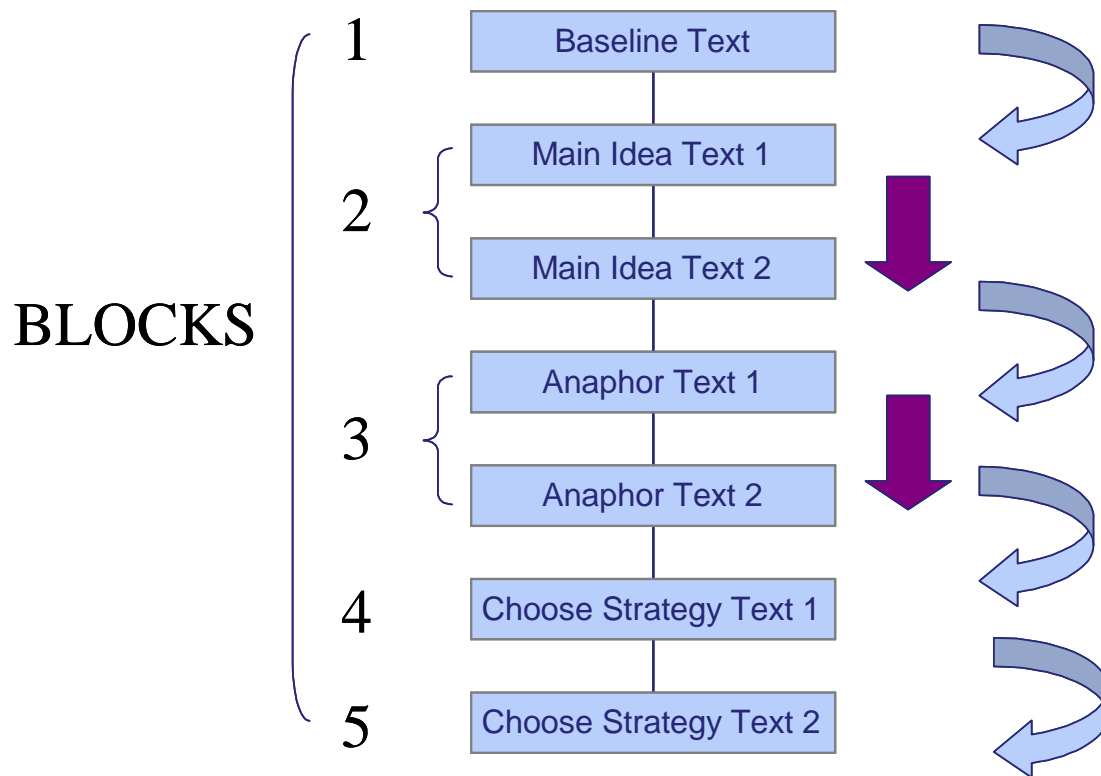 1
Baseline Text
Main Idea Text 1
2
Main Idea Text 2
BLOCKS
Anaphor Text 1
3
Anaphor Text 2
4
Choose Strategy Text 1
5
Choose Strategy Text 2